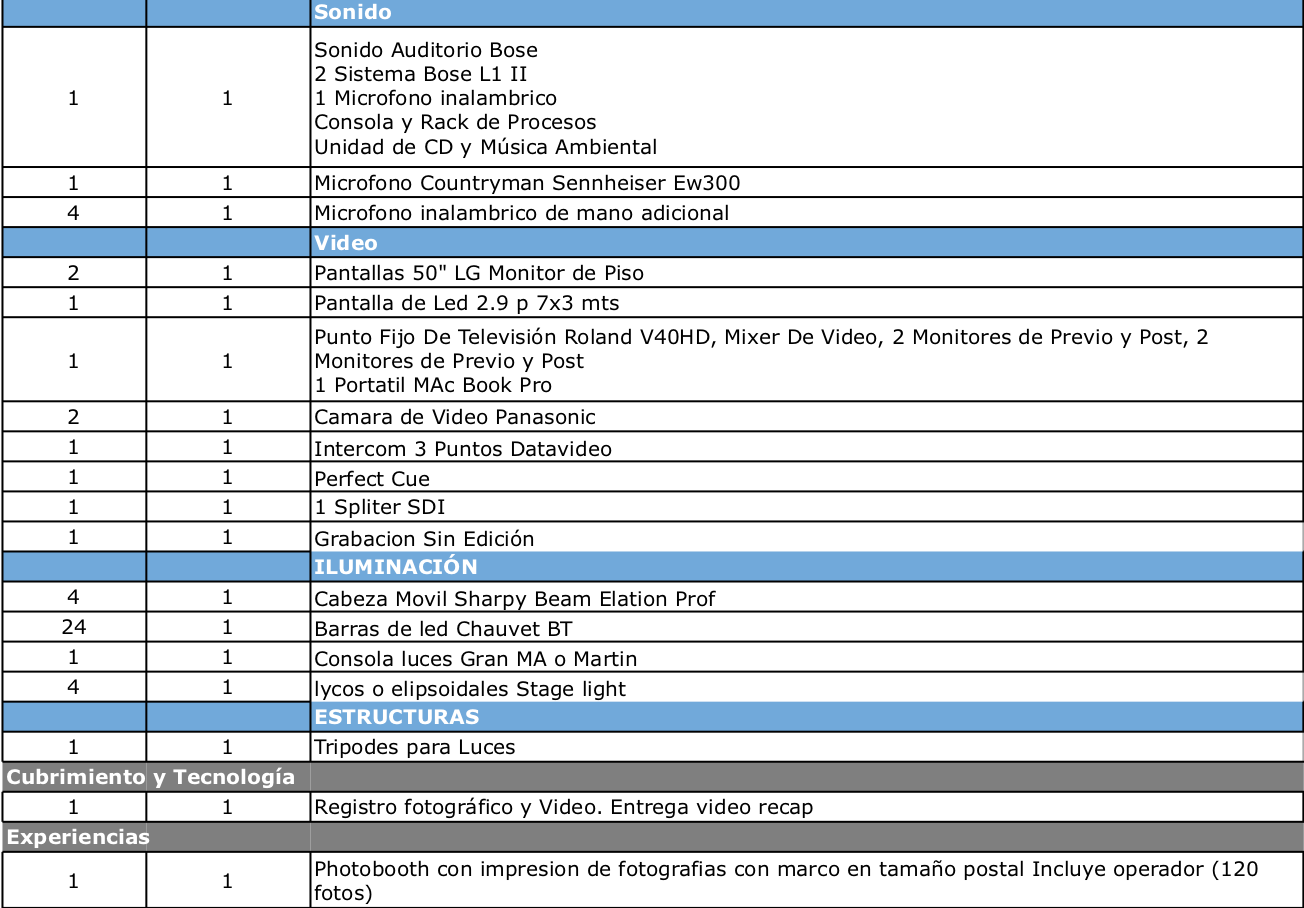 Sonido
1 1 Sonido Auditorio Bose
2 Sistema Bose L1 II
1 Microfono inalambrico
Consola y Rack de Procesos
Unidad de CD y Música Ambiental
1 1 Microfono Countryman Sennheiser Ew300
4 1 Microfono inalambrico de mano adicional
Video
2 1 Pantallas 50" LG Monitor de Piso
1 1 Pantalla de Led 2.9 p 7x3 mts
1 1 Punto Fijo De Televisión Roland V40HD, Mixer De Video, 2 Monitores de Previo y Post, 2
Monitores de Previo y Post
1 Portatil MAc Book Pro
2 1 Camara de Video Panasonic
1 1 Intercom 3 Puntos Datavideo
1 1 Perfect Cue
1 1 1 Spliter SDI
1 1 Grabacion Sin Edición
ILUMINACIÓN
4 1 Cabeza Movil Sharpy Beam Elation Prof
24 1 Barras de led Chauvet BT
1 1 Consola luces Gran MA o Martin
4 1 lycos o elipsoidales Stage light
ESTRUCTURAS
1 1 Tripodes para Luces
Cubrimiento y Tecnología
1 1 Registro fotográfico y Video. Entrega video recap
Experiencias
1 1 Photobooth con impresion de fotografias con marco en tamaño postal Incluye operador (120
fotos)